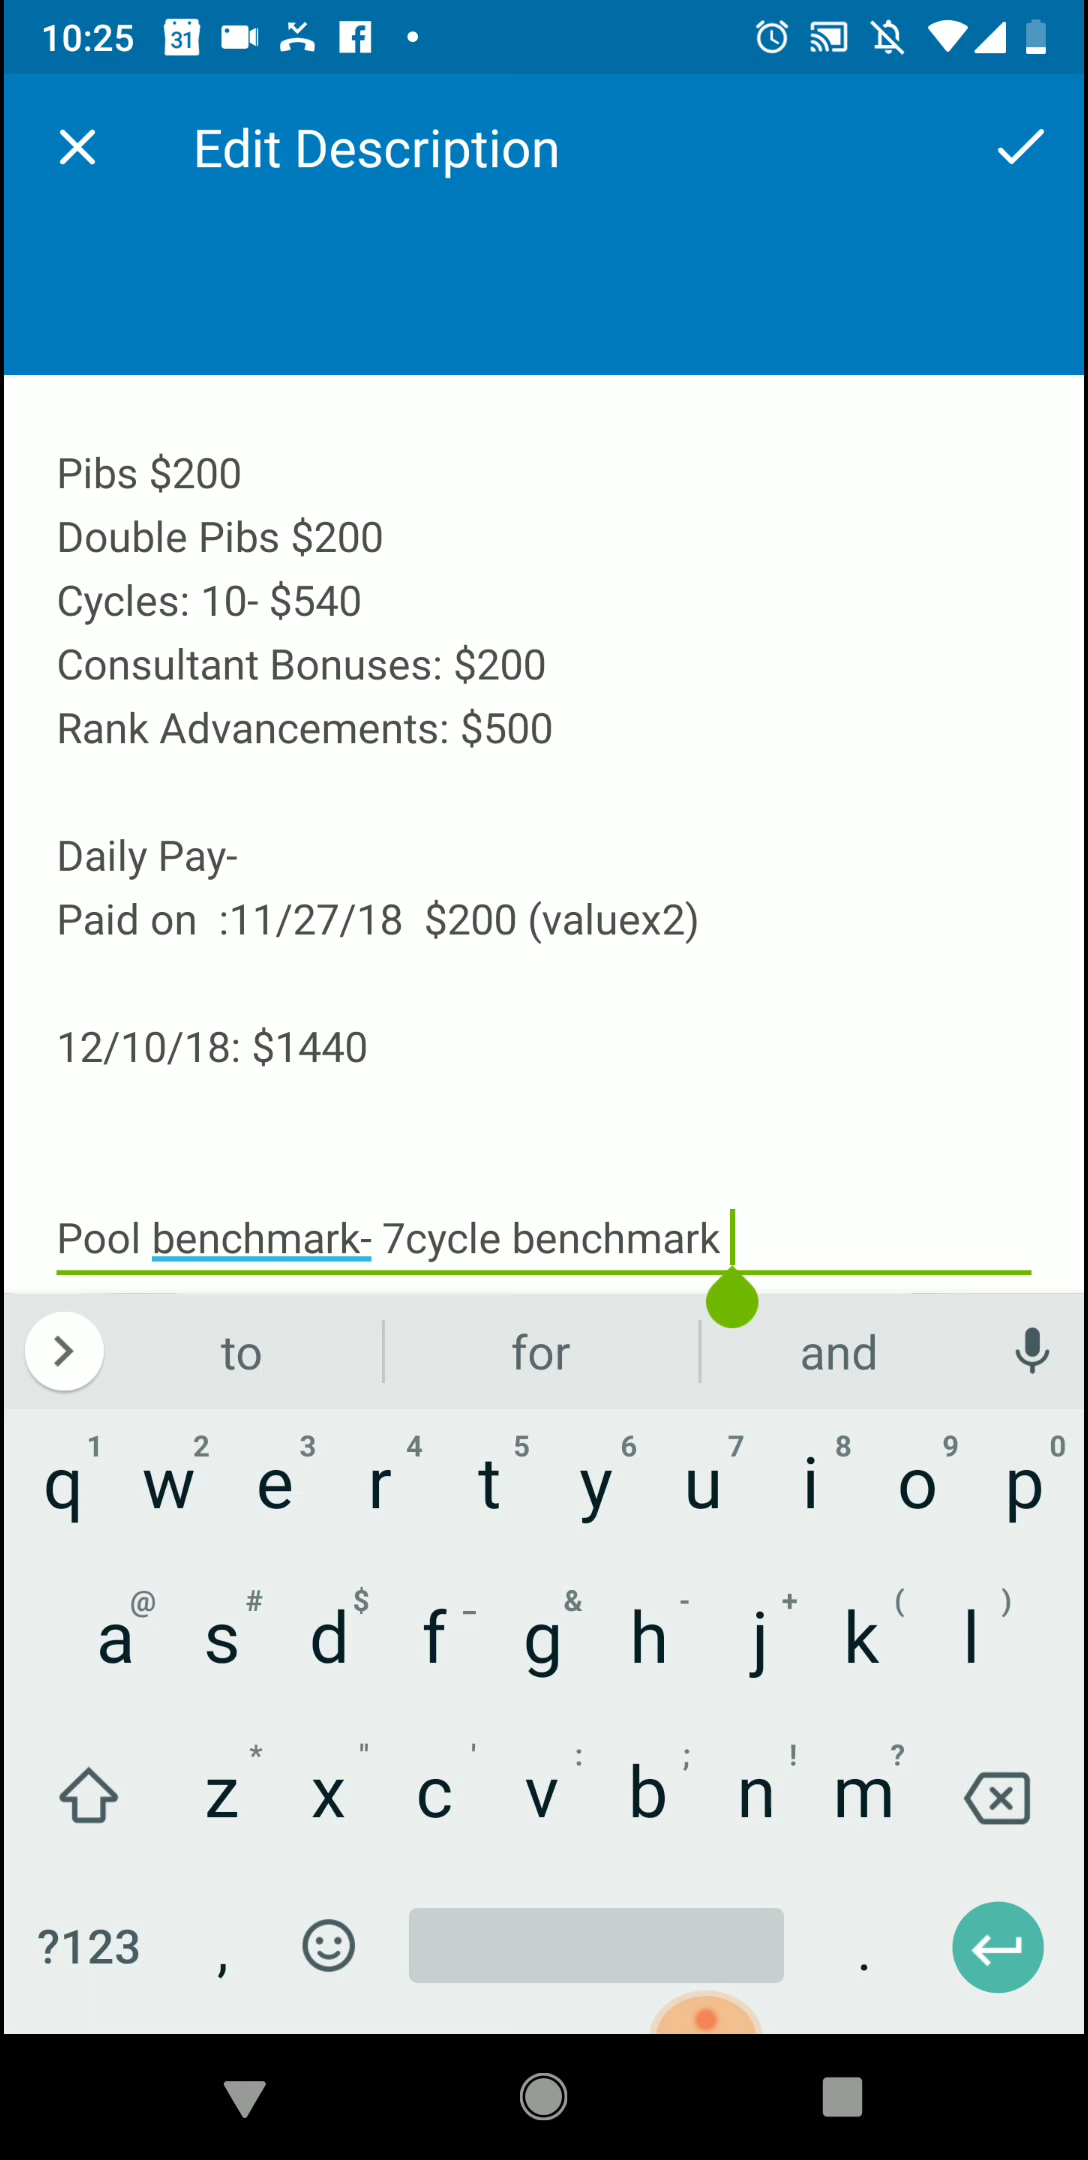 10:25
31
Edit Description
Pibs $200
Double Pibs $200
Cycles: 10- $540
Consultant Bonuses: $200
Rank Advancements: $500
Daily Pay-
Paid on  :11/27/18  $200 (valuex2)
12/10/18: $1440
Pool benchmark- 7cycle benchmark
to for and
1 2 3 4 5 6 7 8 9 0
q w e r t y u i o p
@ # $ _ & - + ( )
a s d f g h j k l
* " ' : ; ! ?
z x c v b n m
?123 , .